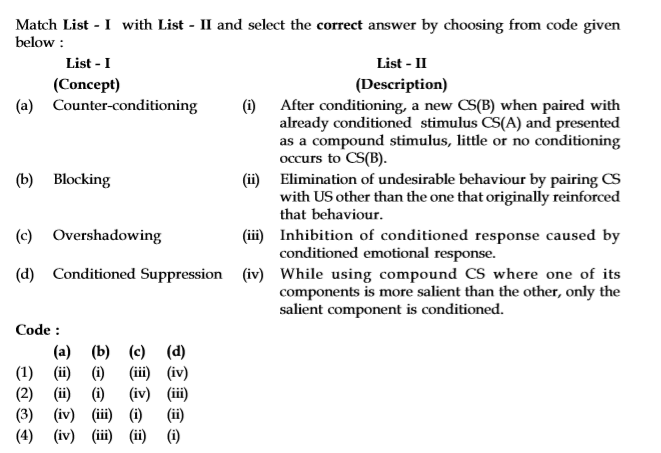 Match List - I with List - II and select the correct answer by choosing from code given
below :
List - I List - II
(Concept) (Description)
(a) Counter-conditioning (i) After conditioning, a new CS(B) when paired with
already conditioned stimulus CS(A) and presented
as a compound stimulus, little or no conditioning
occurs to CS(B).
(b) Blocking (ii) Elimination of undesirable behaviour by pairing CS
with US other than the one that originally reinforced
that behaviour.
(c) Overshadowing (iii) Inhibition of conditioned response caused by
conditioned emotional response.
(d) Conditioned Suppression (iv) While using compound CS where one of its
components is more salient than the other, only the
salient component is conditioned.
Code :
(a) (b) (c) (d)
(1) (ii) (i) (iii) (iv)
(2) (ii) (i) (iv) (iii)
(3) (iv) (iii) (i) (ii)
(4) (iv) (iii) (ii) (i)